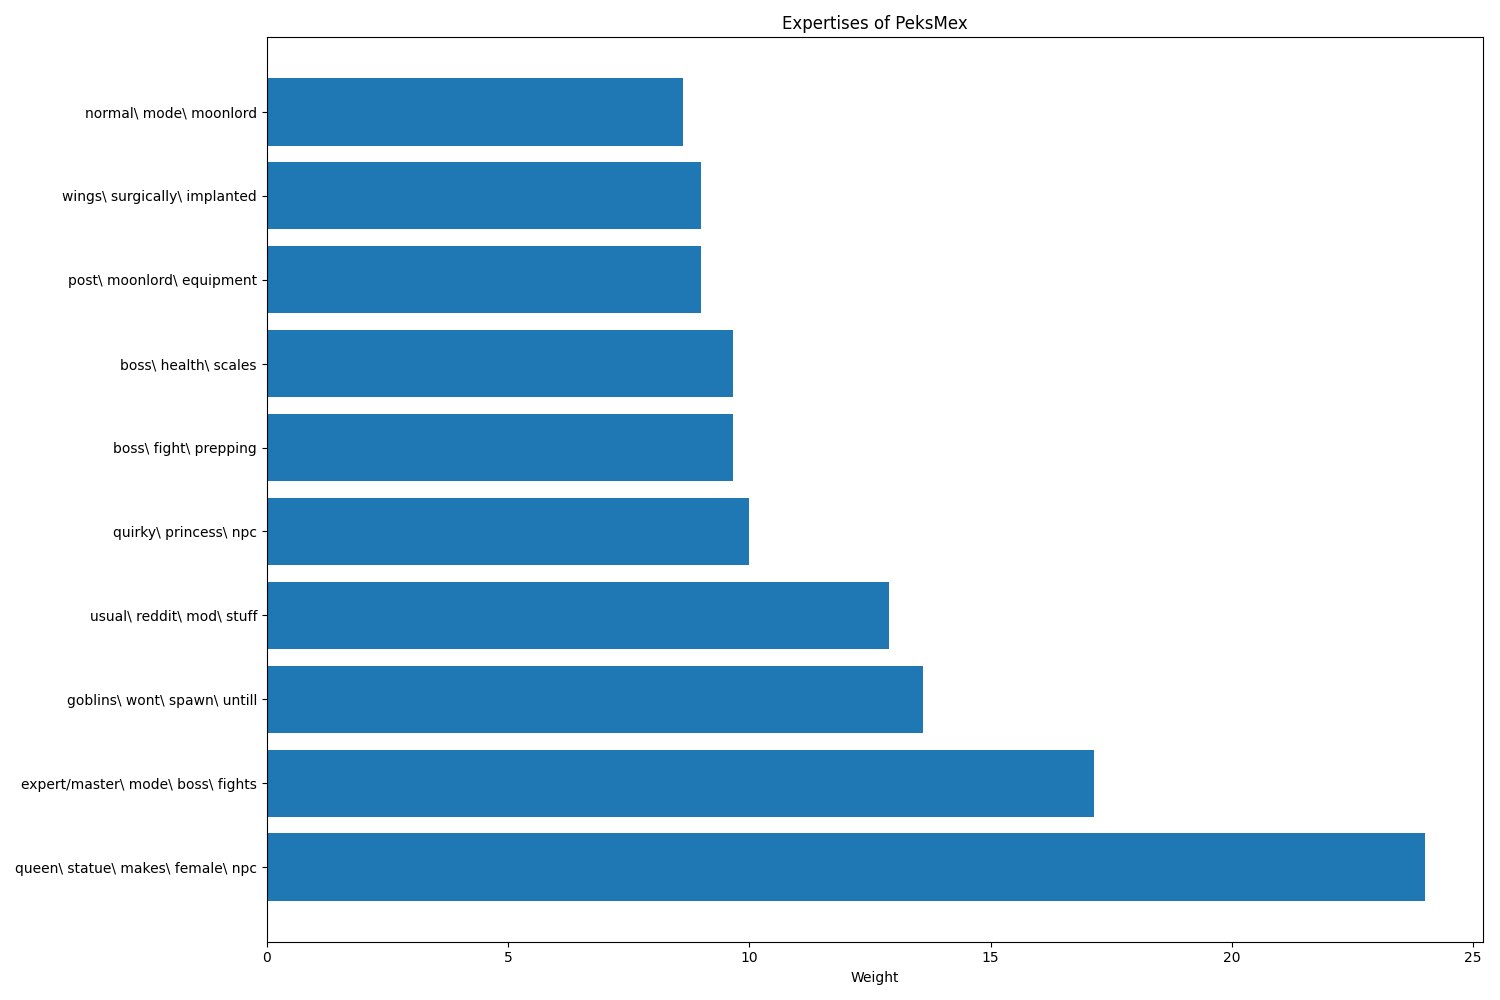 Expertises of PeksMex
normal\ mode\ moonlord
wings\ surgically\ implanted
post\ moonlord\ equipment
boss\ health\ scales
boss\ fight\ prepping
quirky\ princess\ npc
usual\ reddit\ mod\ stuff
goblins\ wont\ spawn\ untill
expert/master\ mode\ boss\ fights
queen\ statue\ makes\ female\ npc
0 5 10 15 20 25
Weight